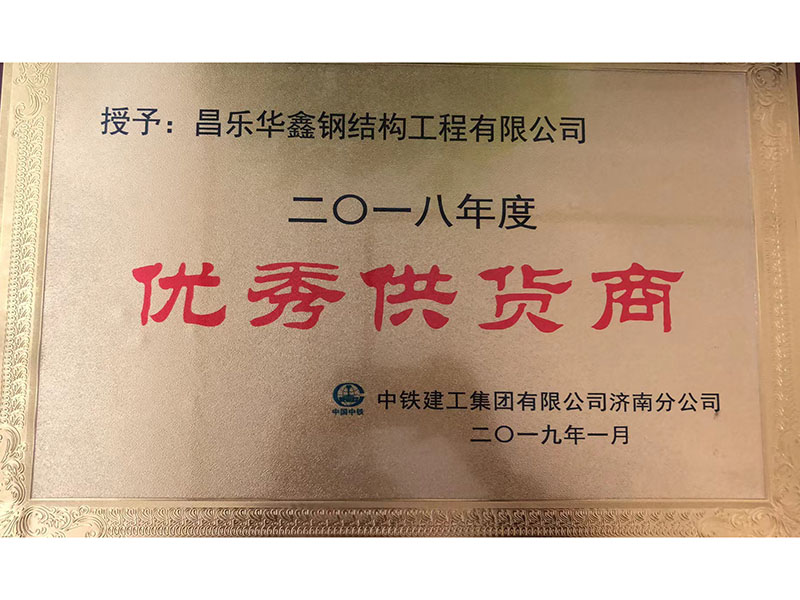 授予：昌乐华鑫钢结构工程有限公司
二〇一八年度
优秀供货商
中国中铁
中铁建工集团有限公司济南分公司
二〇一九年一月